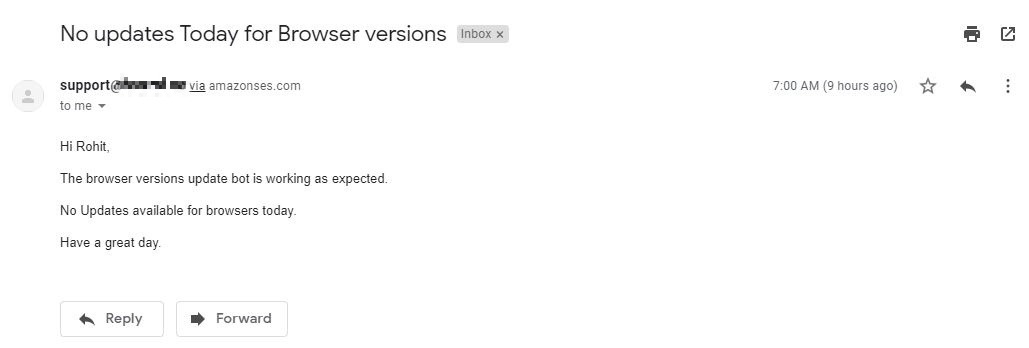 No updates Today for Browser versions Inbox ×
support@ via amazonses.com 7:00 AM (9 hours ago)
to me
Hi Rohit,
The browser versions update bot is working as expected.
No Updates available for browsers today.
Have a great day.
Reply Forward